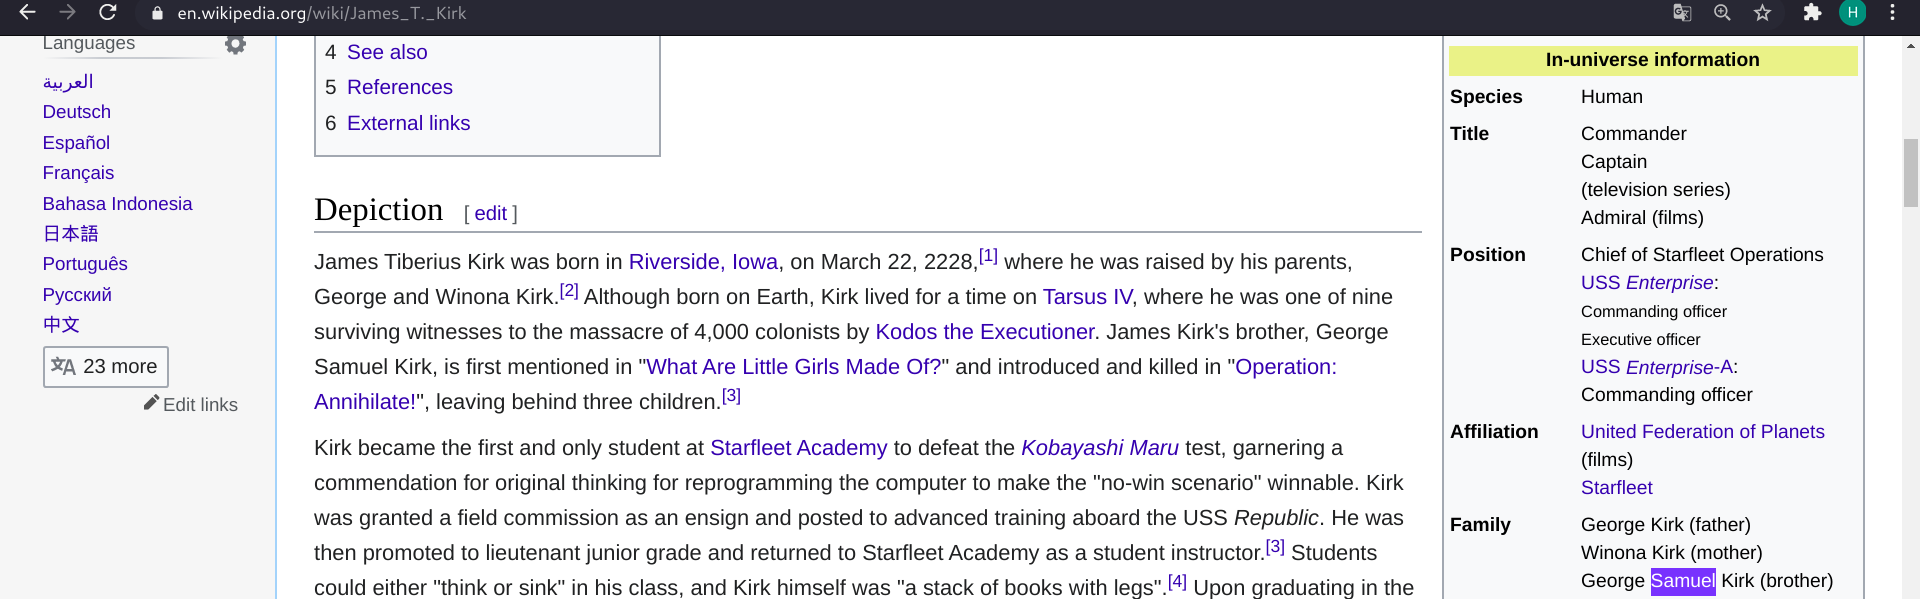 en.wikipedia.org/wiki/James_T._Kirk
H
Languages
العربية
Deutsch
Español
Français
Bahasa Indonesia
日本語
Português
Русский
中文
23 more
Edit links
4 See also
5 References
6 External links
Depiction [ edit ]
James Tiberius Kirk was born in Riverside, Iowa, on March 22, 2228,[1] where he was raised by his parents,
George and Winona Kirk.[2] Although born on Earth, Kirk lived for a time on Tarsus IV, where he was one of nine
surviving witnesses to the massacre of 4,000 colonists by Kodos the Executioner. James Kirk's brother, George
Samuel Kirk, is first mentioned in "What Are Little Girls Made Of?" and introduced and killed in "Operation:
Annihilate!", leaving behind three children.[3]
Kirk became the first and only student at Starfleet Academy to defeat the Kobayashi Maru test, garnering a
commendation for original thinking for reprogramming the computer to make the "no-win scenario" winnable. Kirk
was granted a field commission as an ensign and posted to advanced training aboard the USS Republic. He was
then promoted to lieutenant junior grade and returned to Starfleet Academy as a student instructor.[3] Students
could either "think or sink" in his class, and Kirk himself was "a stack of books with legs".[4] Upon graduating in the
In-universe information
Species Human
Title Commander
Captain
(television series)
Admiral (films)
Position Chief of Starfleet Operations
USS Enterprise:
Commanding officer
Executive officer
USS Enterprise-A:
Commanding officer
Affiliation United Federation of Planets
(films)
Starfleet
Family George Kirk (father)
Winona Kirk (mother)
George Samuel Kirk (brother)